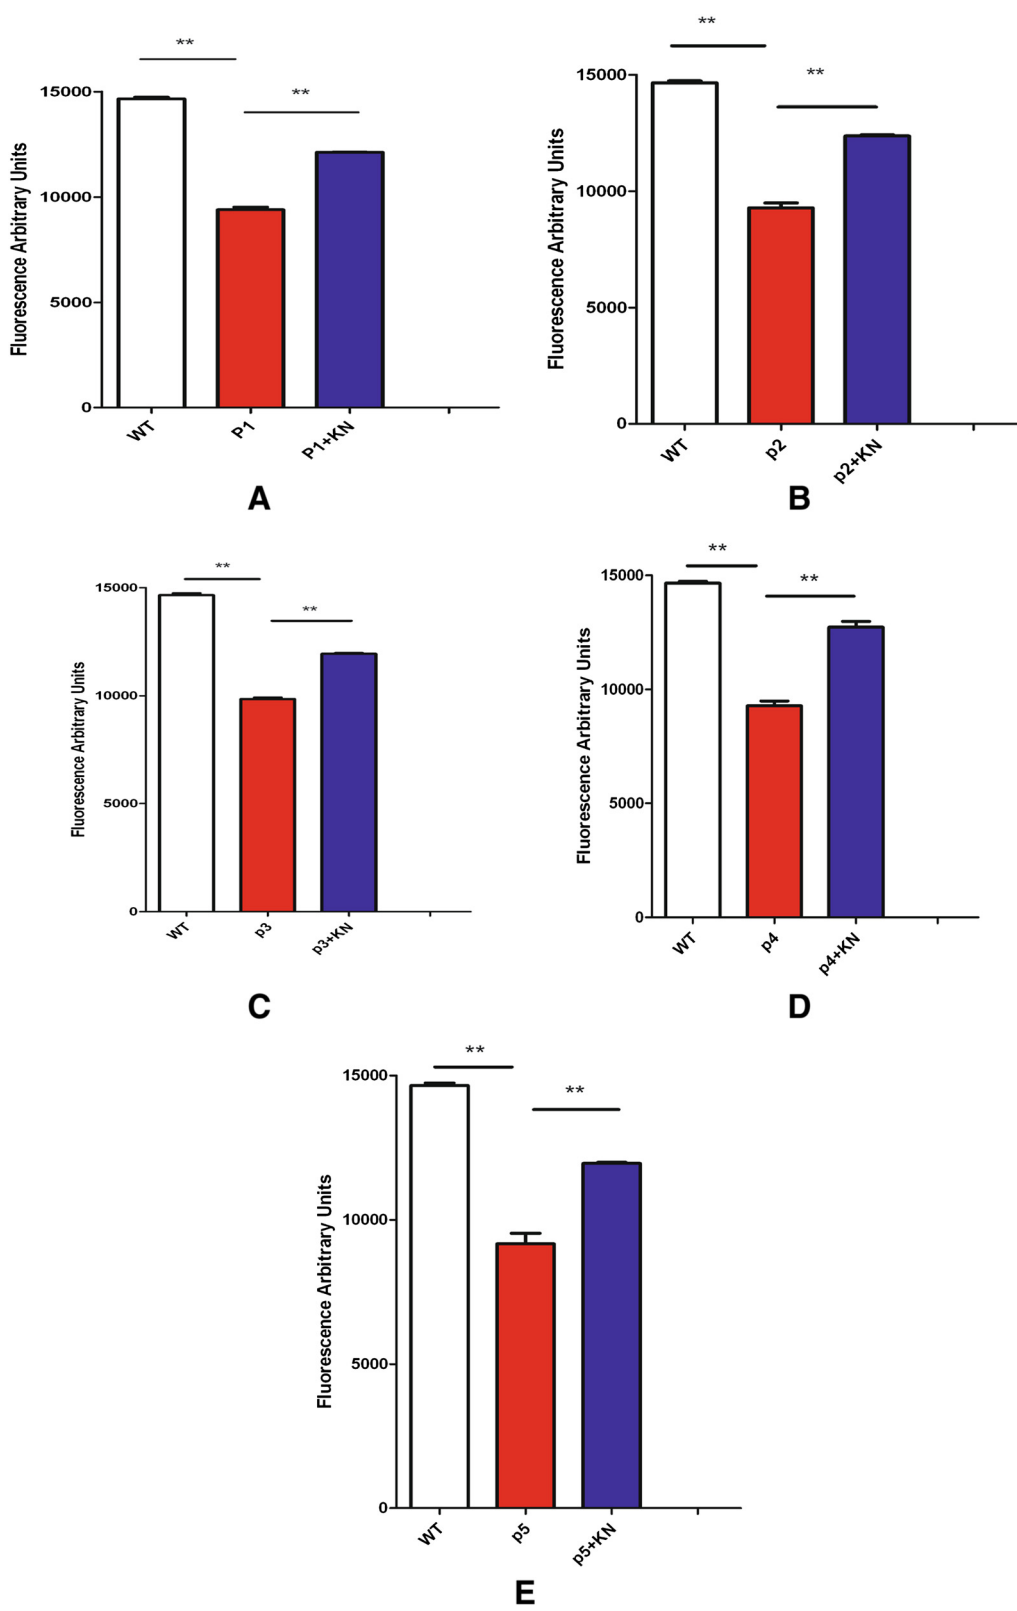 **
**
15000
10000
5000
0
Fluorescence Arbitrary Units
WT
P1
P1+KN
A
**
**
15000
10000
5000
0
Fluorescence Arbitrary Units
WT
p2
p2+KN
B
**
**
15000
10000
5000
0
Fluorescence Arbitrary Units
WT
p3
p3+KN
C
**
**
15000
10000
5000
0
Fluorescence Arbitrary Units
WT
p4
p4+KN
D
**
**
15000
10000
5000
0
Fluorescence Arbitrary Units
WT
p5
p5+KN
E